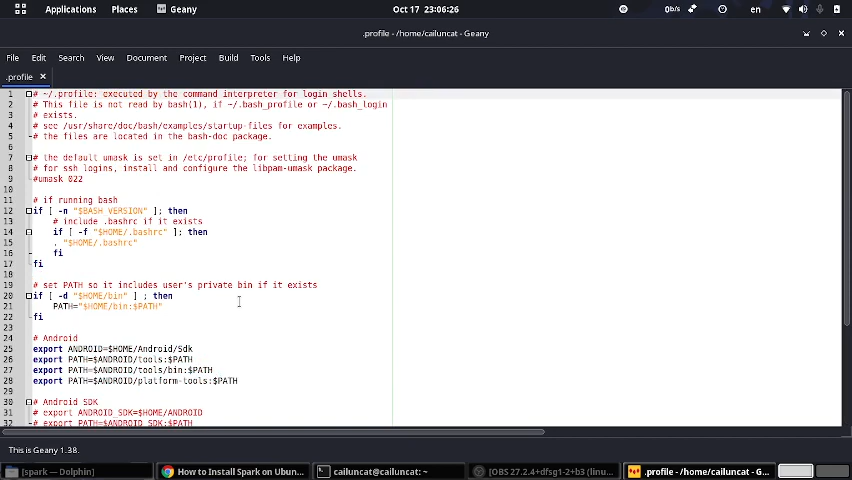 Applications Places Geany Oct 17 23:06:26 0b/s en
.profile - /home/cailuncat - Geany
File Edit Search View Document Project Build Tools Help
.profile ×
1 # ~/.profile: executed by the command interpreter for login shells.
2 # This file is not read by bash(1), if ~/.bash_profile or ~/.bash_login
3 # exists.
4 # see /usr/share/doc/bash/examples/startup-files for examples.
5 # the files are located in the bash-doc package.
6
7 # the default umask is set in /etc/profile; for setting the umask
8 # for ssh logins, install and configure the libpam-umask package.
9 #umask 022
10
11 # if running bash
12 if [ -n "$BASH_VERSION" ]; then
13 # include .bashrc if it exists
14 if [ -f "$HOME/.bashrc" ]; then
15 . "$HOME/.bashrc"
16 fi
17 fi
18
19 # set PATH so it includes user's private bin if it exists
20 if [ -d "$HOME/bin" ] ; then
21 PATH="$HOME/bin:$PATH"
22 fi
23
24 # Android
25 export ANDROID=$HOME/Android/Sdk
26 export PATH=$ANDROID/tools:$PATH
27 export PATH=$ANDROID/tools/bin:$PATH
28 export PATH=$ANDROID/platform-tools:$PATH
29
30 # Android SDK
31 # export ANDROID_SDK=$HOME/ANDROID
32 # export PATH=$ANDROID_SDK:$PATH
This is Geany 1.38.
[spark — Dolphin] How to Install Spark on Ubun... cailuncat@cailuncat: ~ [OBS 27.2.4+dfsg1-2+b3 (linu... .profile - /home/cailuncat - Ge...